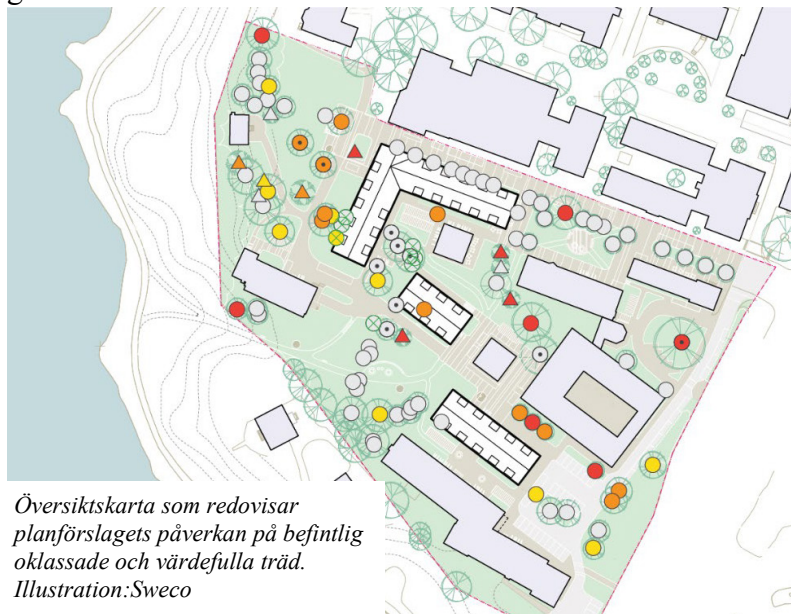 Översiktskarta som redovisar
planförslagets påverkan på befintlig
oklassade och värdefulla träd.
Illustration:Sweco